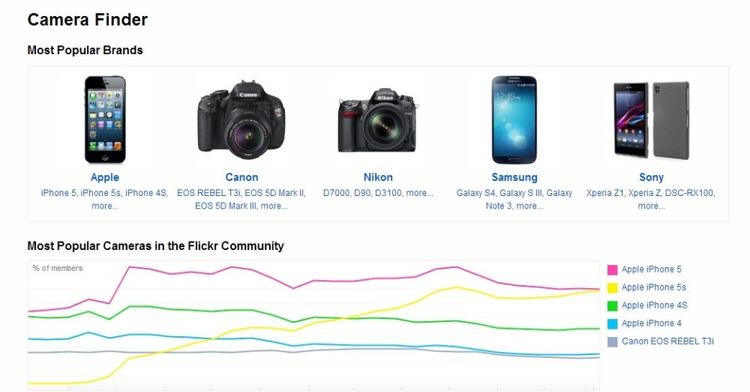 Camera Finder
Most Popular Brands
Canon
Nikon
Apple
Canon
Nikon
Samsung
Sony
iPhone 5, iPhone 5s, iPhone 4S,
more...
EOS REBEL T3i, EOS 5D Mark II,
EOS 5D Mark III, more...
D7000, D90, D3100, more...
Galaxy S4, Galaxy S III, Galaxy
Note 3, more...
Xperia Z1, Xperia Z, DSC-RX100,
more...
Most Popular Cameras in the Flickr Community
% of members
Apple iPhone 5
Apple iPhone 5s
Apple iPhone 4S
Apple iPhone 4
Canon EOS REBEL T3i